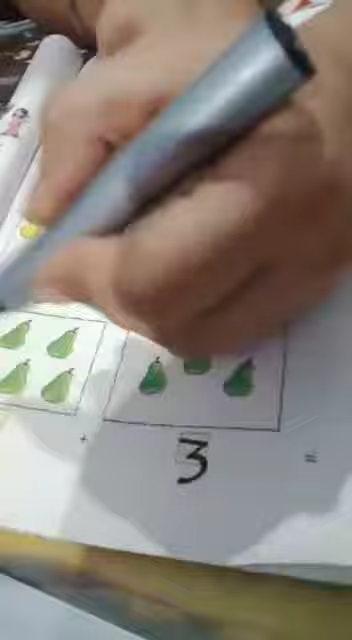 + 3 =